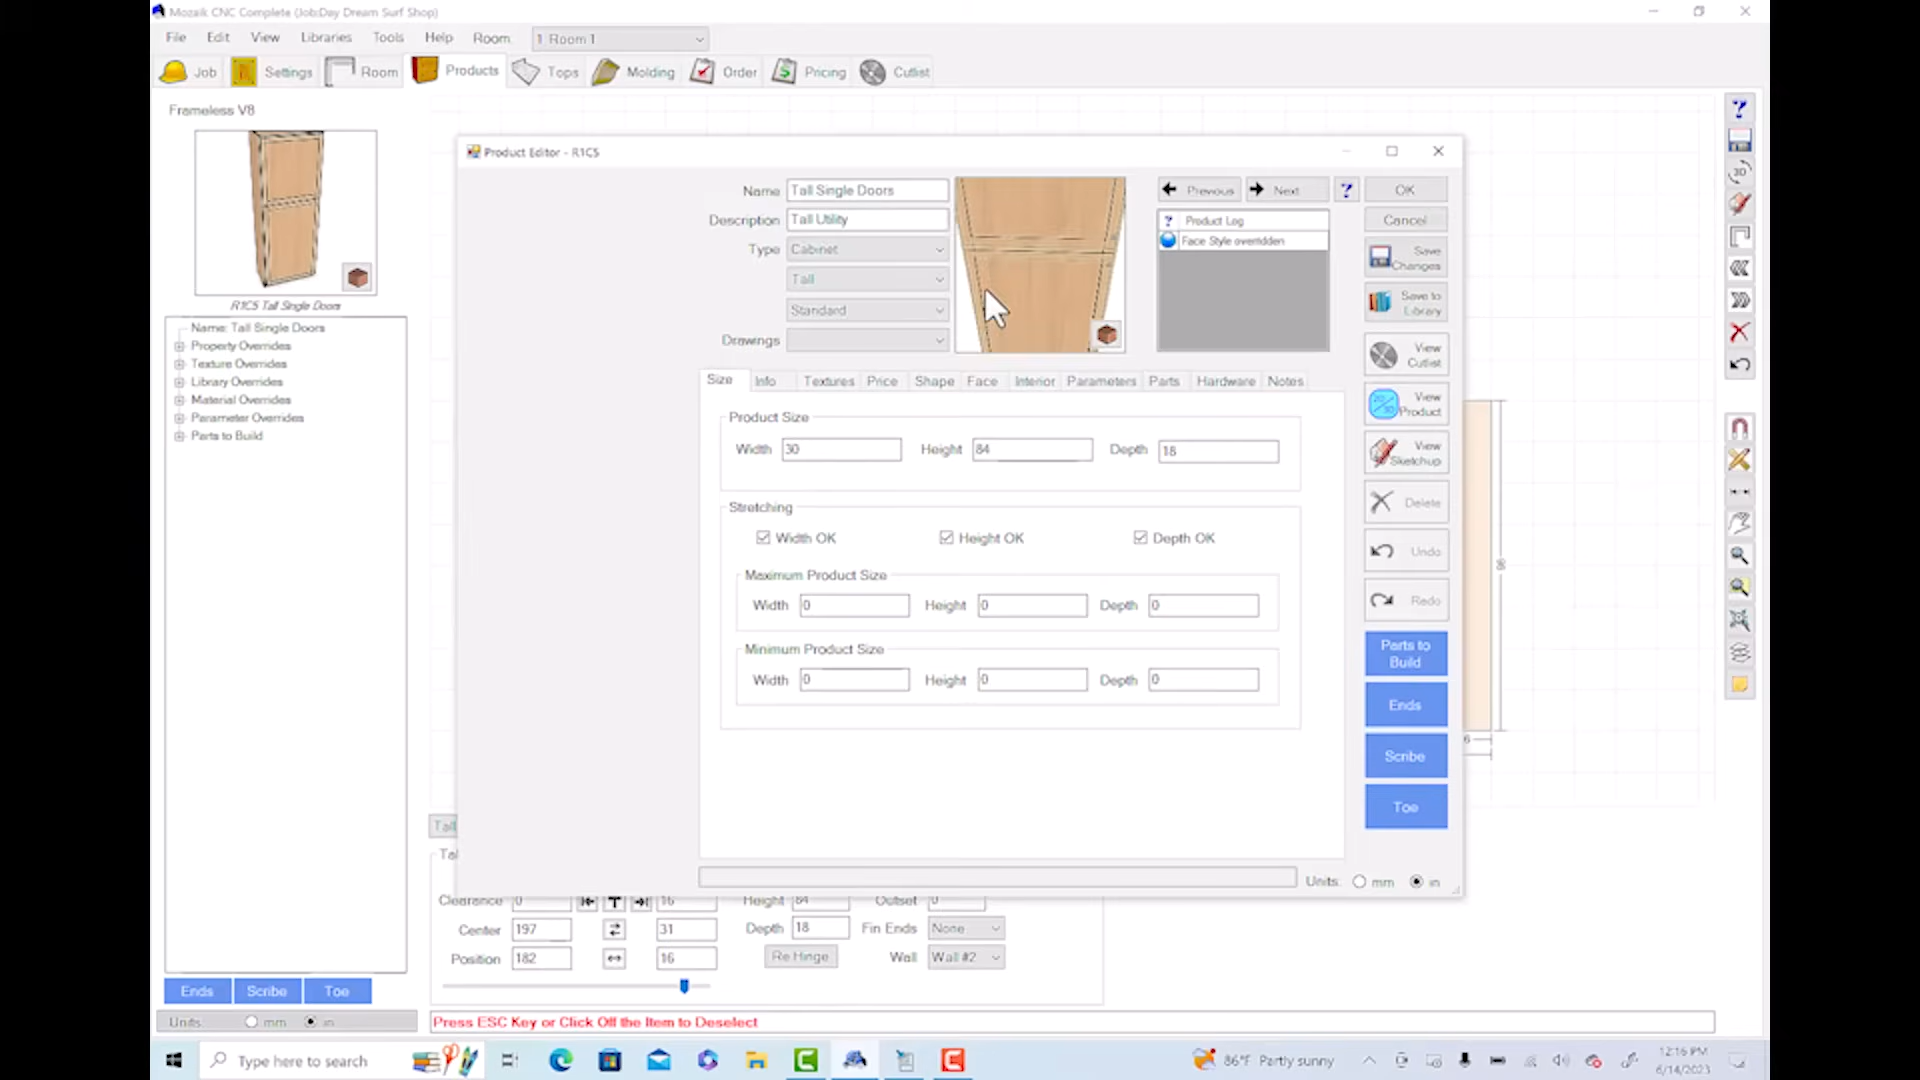 Mozaik CNC Complete (Job:Day Dream Surf Shop)
File Edit View Libraries Tools Help Room 1 Room 1
Job Settings Room Products Tops Molding Order Pricing Cutlist
Frameless V8
R1C5 Tall Single Doors
Name: Tall Single Doors
Property Overrides
Texture Overrides
Library Overrides
Material Overrides
Parameter Overrides
Parts to Build
Ends Scribe Toe
Units: mm in
Product Editor - R1C5
Name Tall Single Doors
Description Tall Utility
Type Cabinet
Tall
Standard
Drawings
Previous Next ? OK
? Product Log
Face Style overridden
Cancel
Save Changes
Save to Library
View Cutlist
View Product
View Sketchup
Delete
Undo
Redo
Parts to Build
Ends
Scribe
Toe
Size Info Textures Price Shape Face Interior Parameters Parts Hardware Notes
Product Size
Width 30 Height 84 Depth 18
Stretching
Width OK Height OK Depth OK
Maximum Product Size
Width 0 Height 0 Depth 0
Minimum Product Size
Width 0 Height 0 Depth 0
Units: mm in
Tall
Clearance 0 16 Height 84 Outset 0
Center 197 31 Depth 18 Fin Ends None
Position 182 16 Re Hinge Wall Wall #2
Press ESC Key or Click Off the Item to Deselect
Type here to search
86°F Partly sunny
12:16 PM
6/14/2023